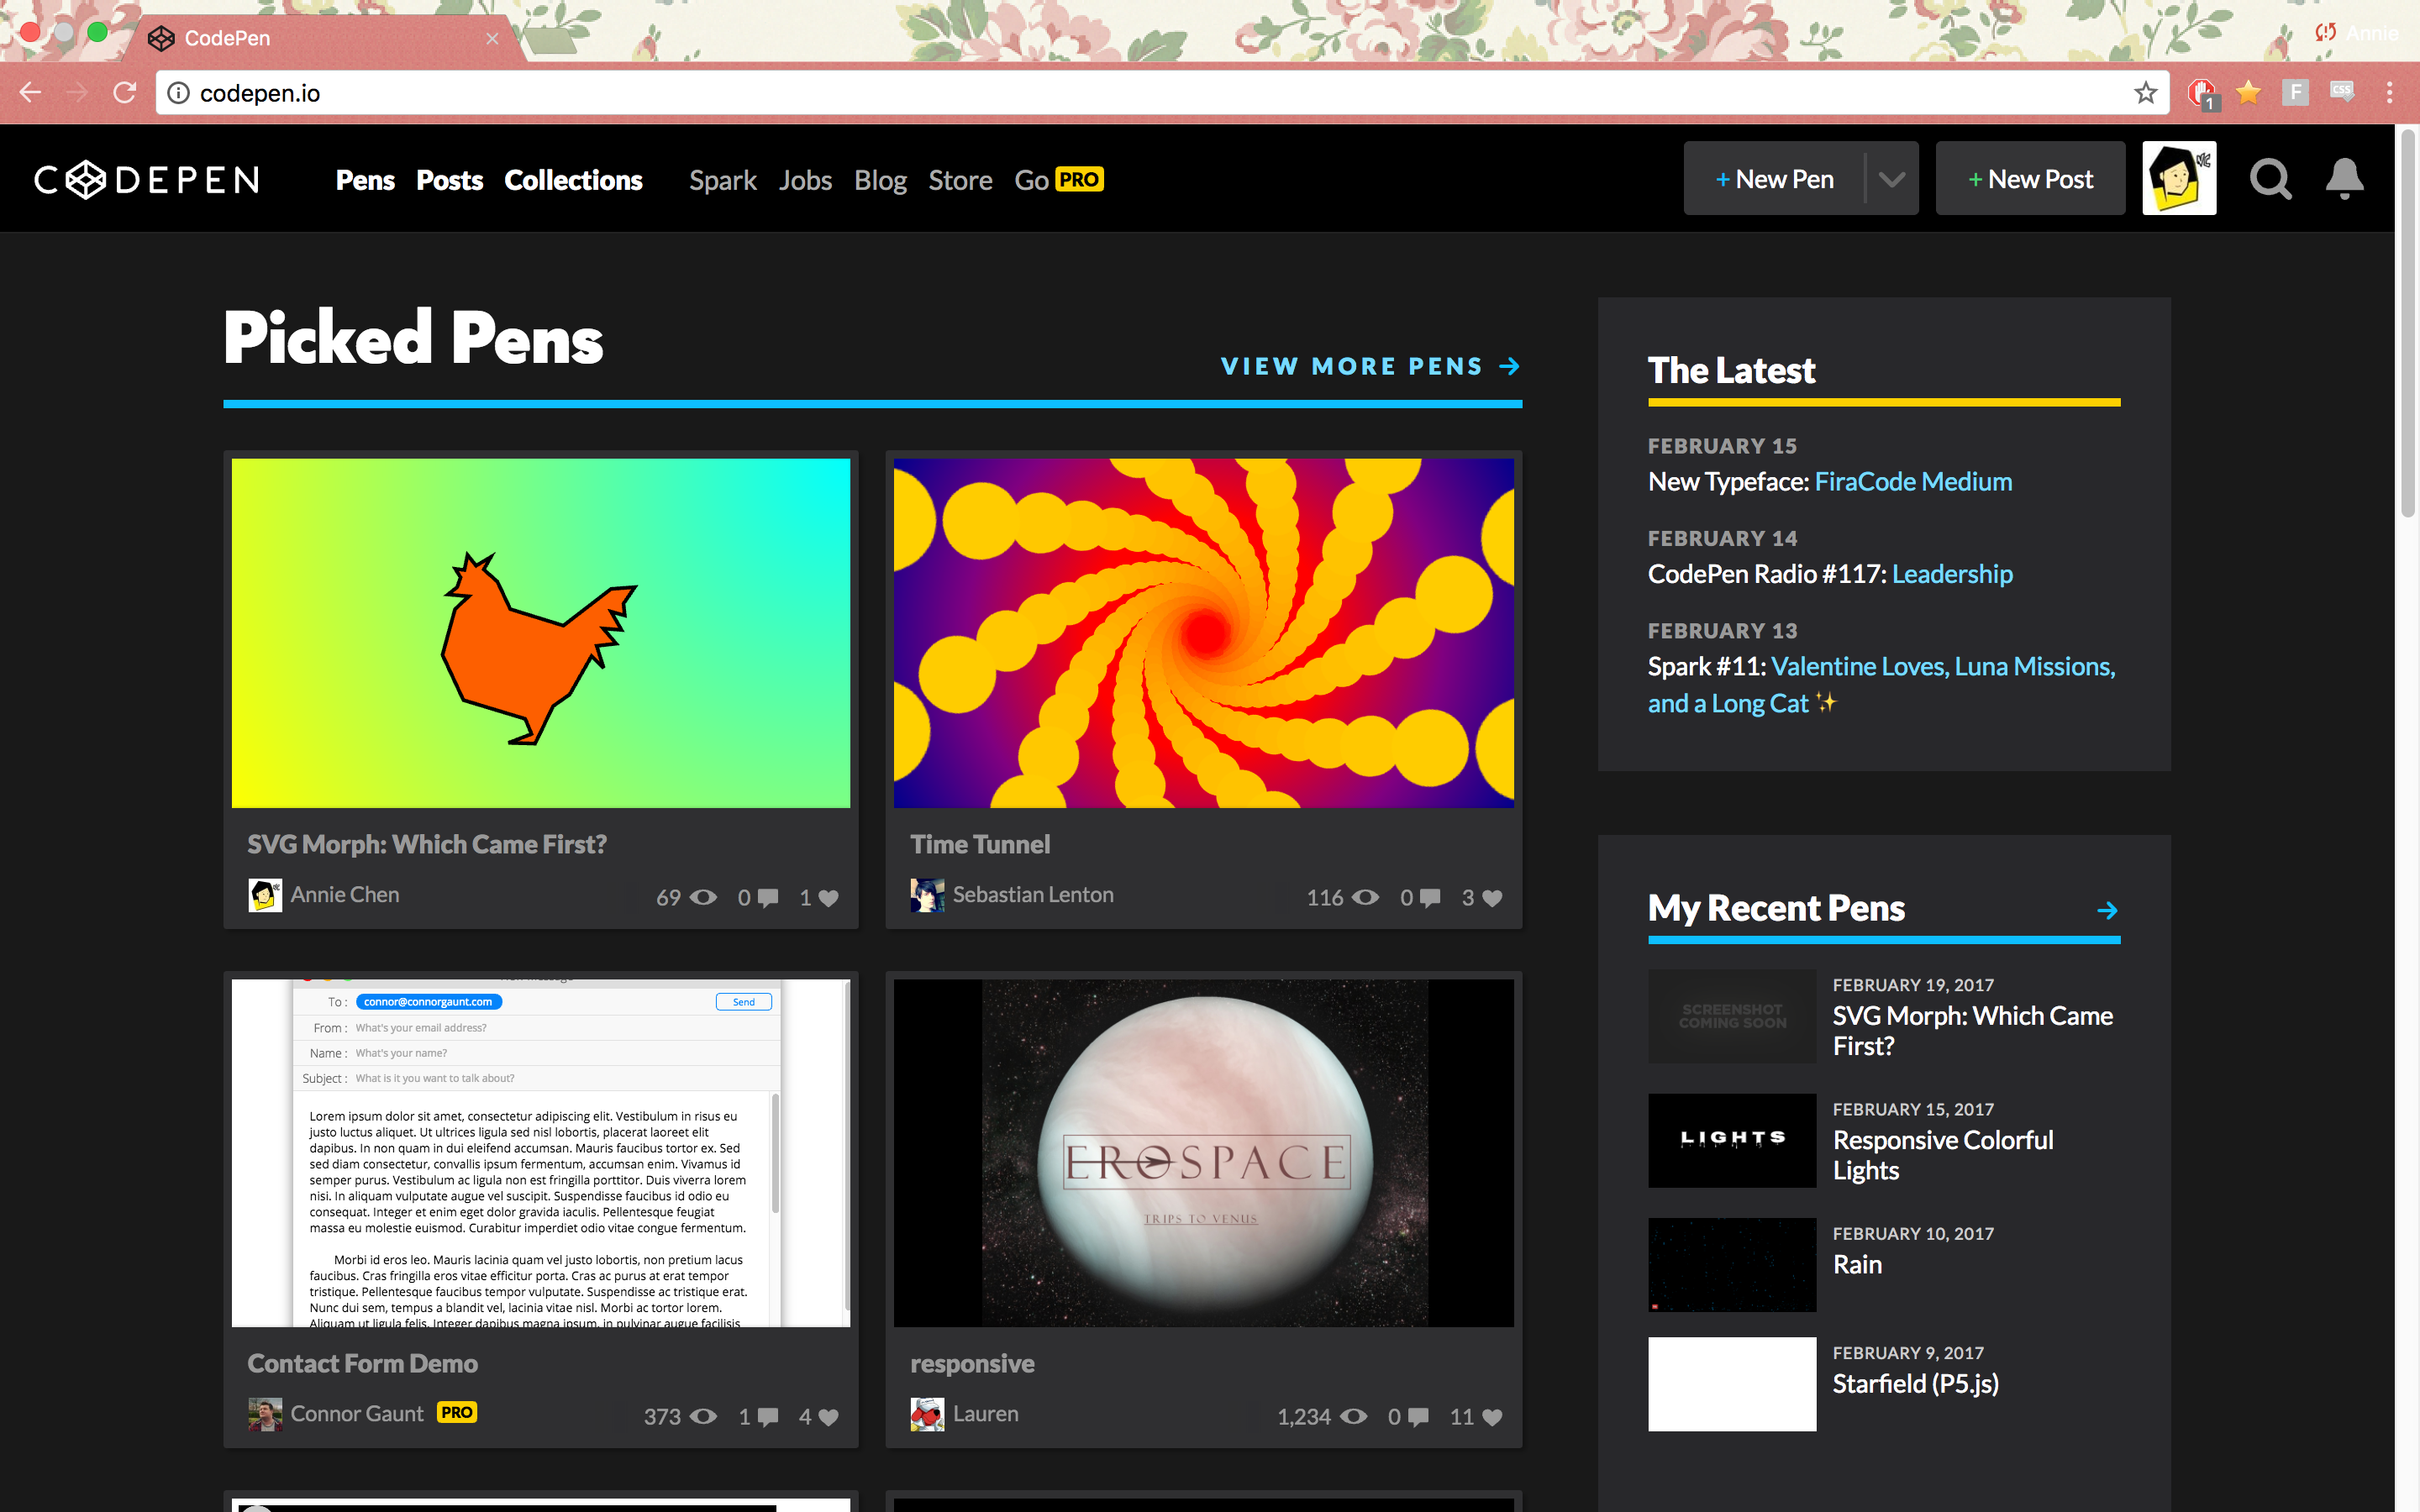 CodePen
Annie
codepen.io
1
F
CSS
CODEPEN
Pens Posts Collections Spark Jobs Blog Store Go PRO
+ New Pen
+ New Post
Picked Pens
VIEW MORE PENS →
SVG Morph: Which Came First?
Annie Chen
69 0 1
Time Tunnel
Sebastian Lenton
116 0 3
To : connor@connorgaunt.com Send
From : What's your email address?
Name : What's your name?
Subject : What is it you want to talk about?
Lorem ipsum dolor sit amet, consectetur adipiscing elit. Vestibulum in risus eu
justo luctus aliquet. Ut ultrices ligula sed nisl lobortis, placerat laoreet elit
dapibus. In non quam in dui eleifend accumsan. Mauris faucibus tortor ex. Sed
sed diam consectetur, convallis ipsum fermentum, accumsan enim. Vivamus id
semper purus. Vestibulum ac ligula non est fringilla porttitor. Duis viverra lorem
nisi. In aliquam vulputate augue vel suscipit. Suspendisse faucibus id odio eu
consequat. Integer et enim eget dolor gravida iaculis. Pellentesque feugiat
massa eu molestie euismod. Curabitur imperdiet odio vitae congue fermentum.
Morbi id eros leo. Mauris lacinia quam vel justo lobortis, non pretium lacus
faucibus. Cras fringilla eros vitae efficitur porta. Cras ac purus at erat tempor
tristique. Pellentesque faucibus tempor vulputate. Suspendisse ac tristique erat.
Nunc dui sem, tempus a blandit vel, lacinia vitae nisl. Morbi ac tortor lorem.
Aliquam ut ligula felis. Integer dapibus magna ipsum, in pulvinar augue facilisis
Contact Form Demo
Connor Gaunt PRO
373 1 4
EROSPACE
TRIPS TO VENUS
responsive
Lauren
1,234 0 11
The Latest
FEBRUARY 15
New Typeface: FiraCode Medium
FEBRUARY 14
CodePen Radio #117: Leadership
FEBRUARY 13
Spark #11: Valentine Loves, Luna Missions,
and a Long Cat ✨
My Recent Pens →
SCREENSHOT
COMING SOON
FEBRUARY 19, 2017
SVG Morph: Which Came
First?
LIGHTS
FEBRUARY 15, 2017
Responsive Colorful
Lights
FEBRUARY 10, 2017
Rain
FEBRUARY 9, 2017
Starfield (P5.js)